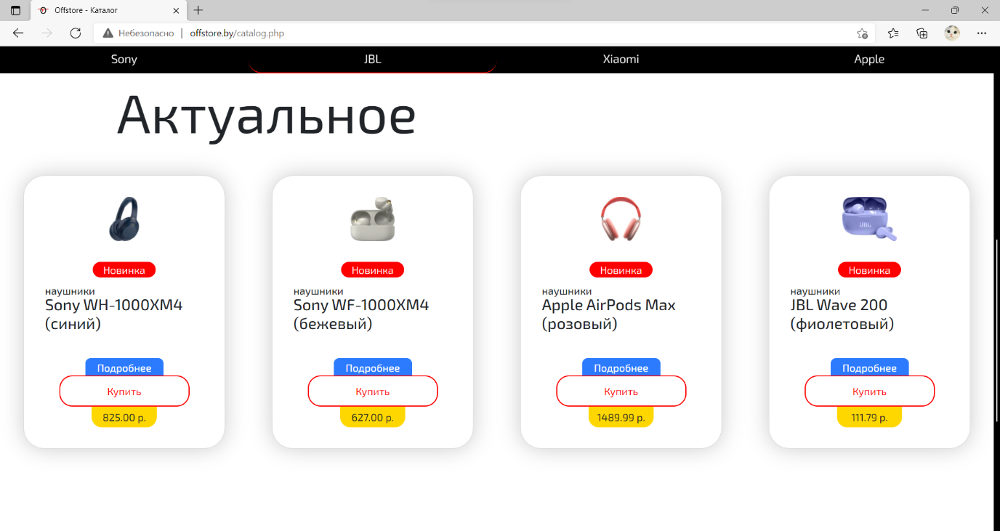 Offstore - Каталог
Небезопасно | offstore.by/catalog.php
Sony JBL Xiaomi Apple
Актуальное
JBL
Новинка Новинка Новинка Новинка
наушники наушники наушники наушники
Sony WH-1000XM4 Sony WF-1000XM4 Apple AirPods Max JBL Wave 200
(синий) (бежевый) (розовый) (фиолетовый)
Подробнее Подробнее Подробнее Подробнее
Купить Купить Купить Купить
825.00 р. 627.00 р. 1489.99 р. 111.79 р.